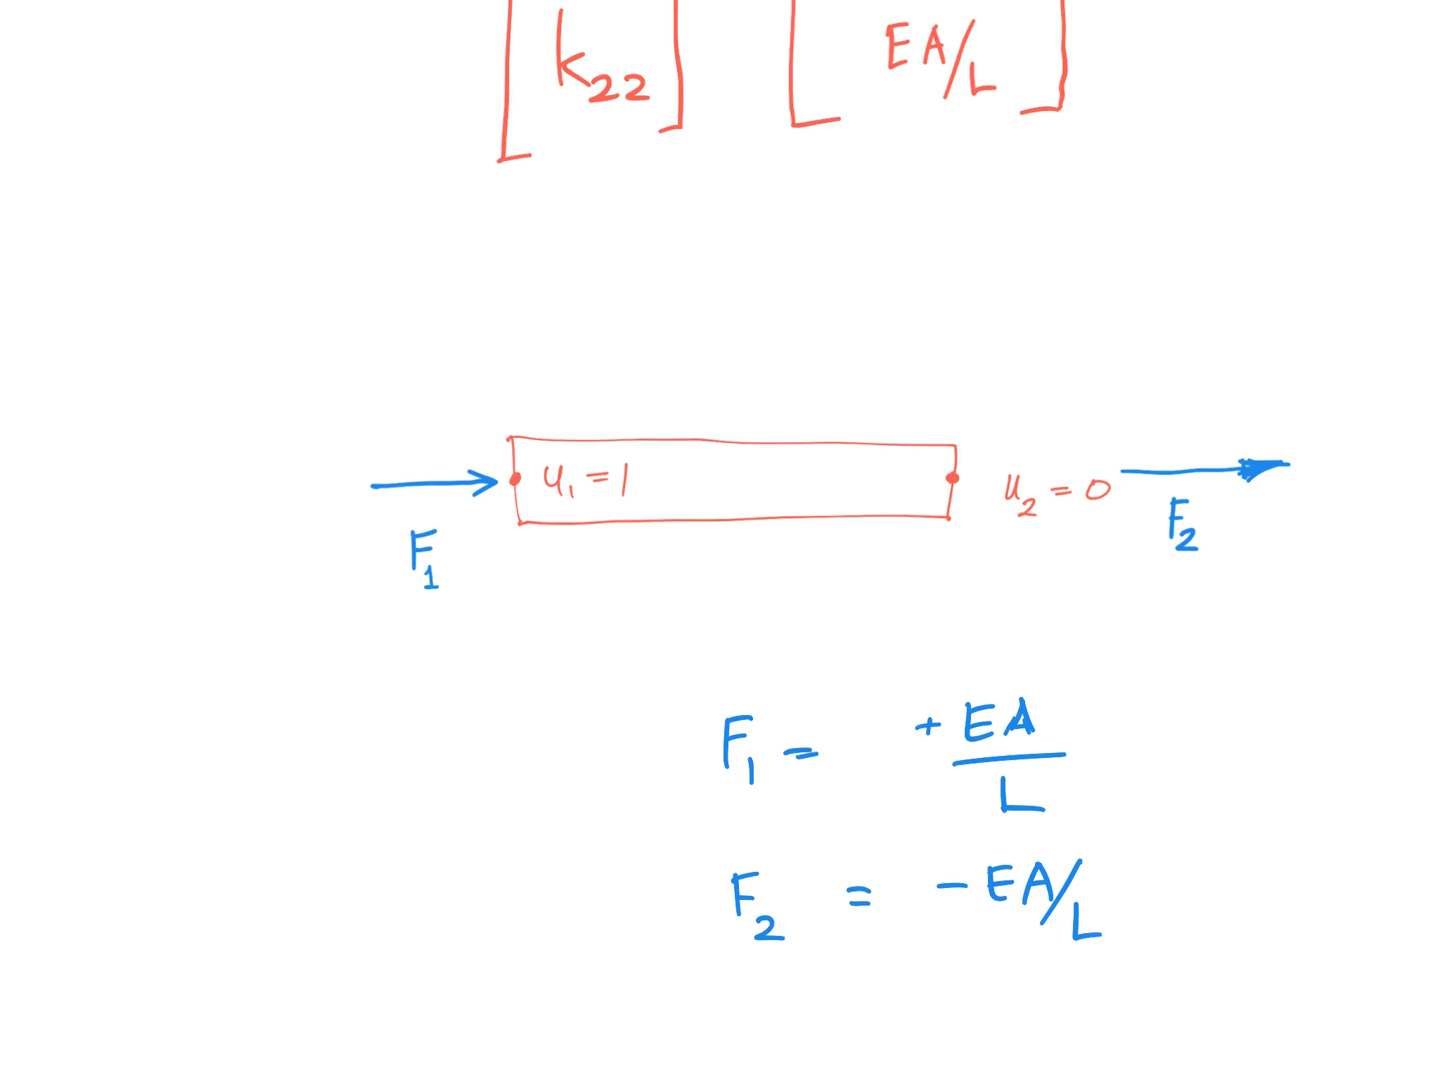 k₂₂ EA/L
u₁ = 1 u₂ = 0
F₁ F₂
F₁ = + EA/L
F₂ = - EA/L